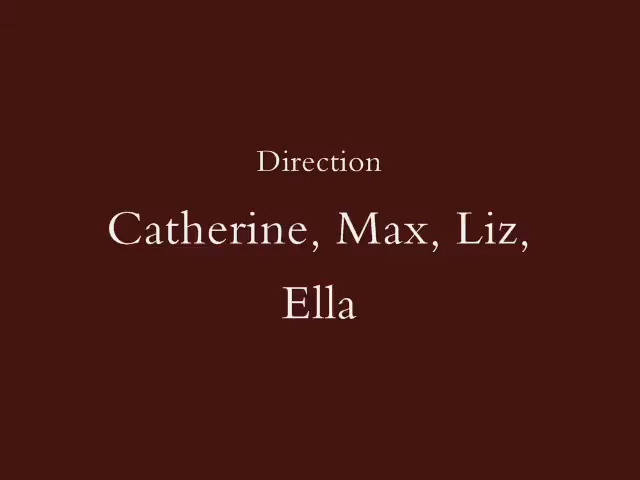 Direction
Catherine, Max, Liz,
Ella